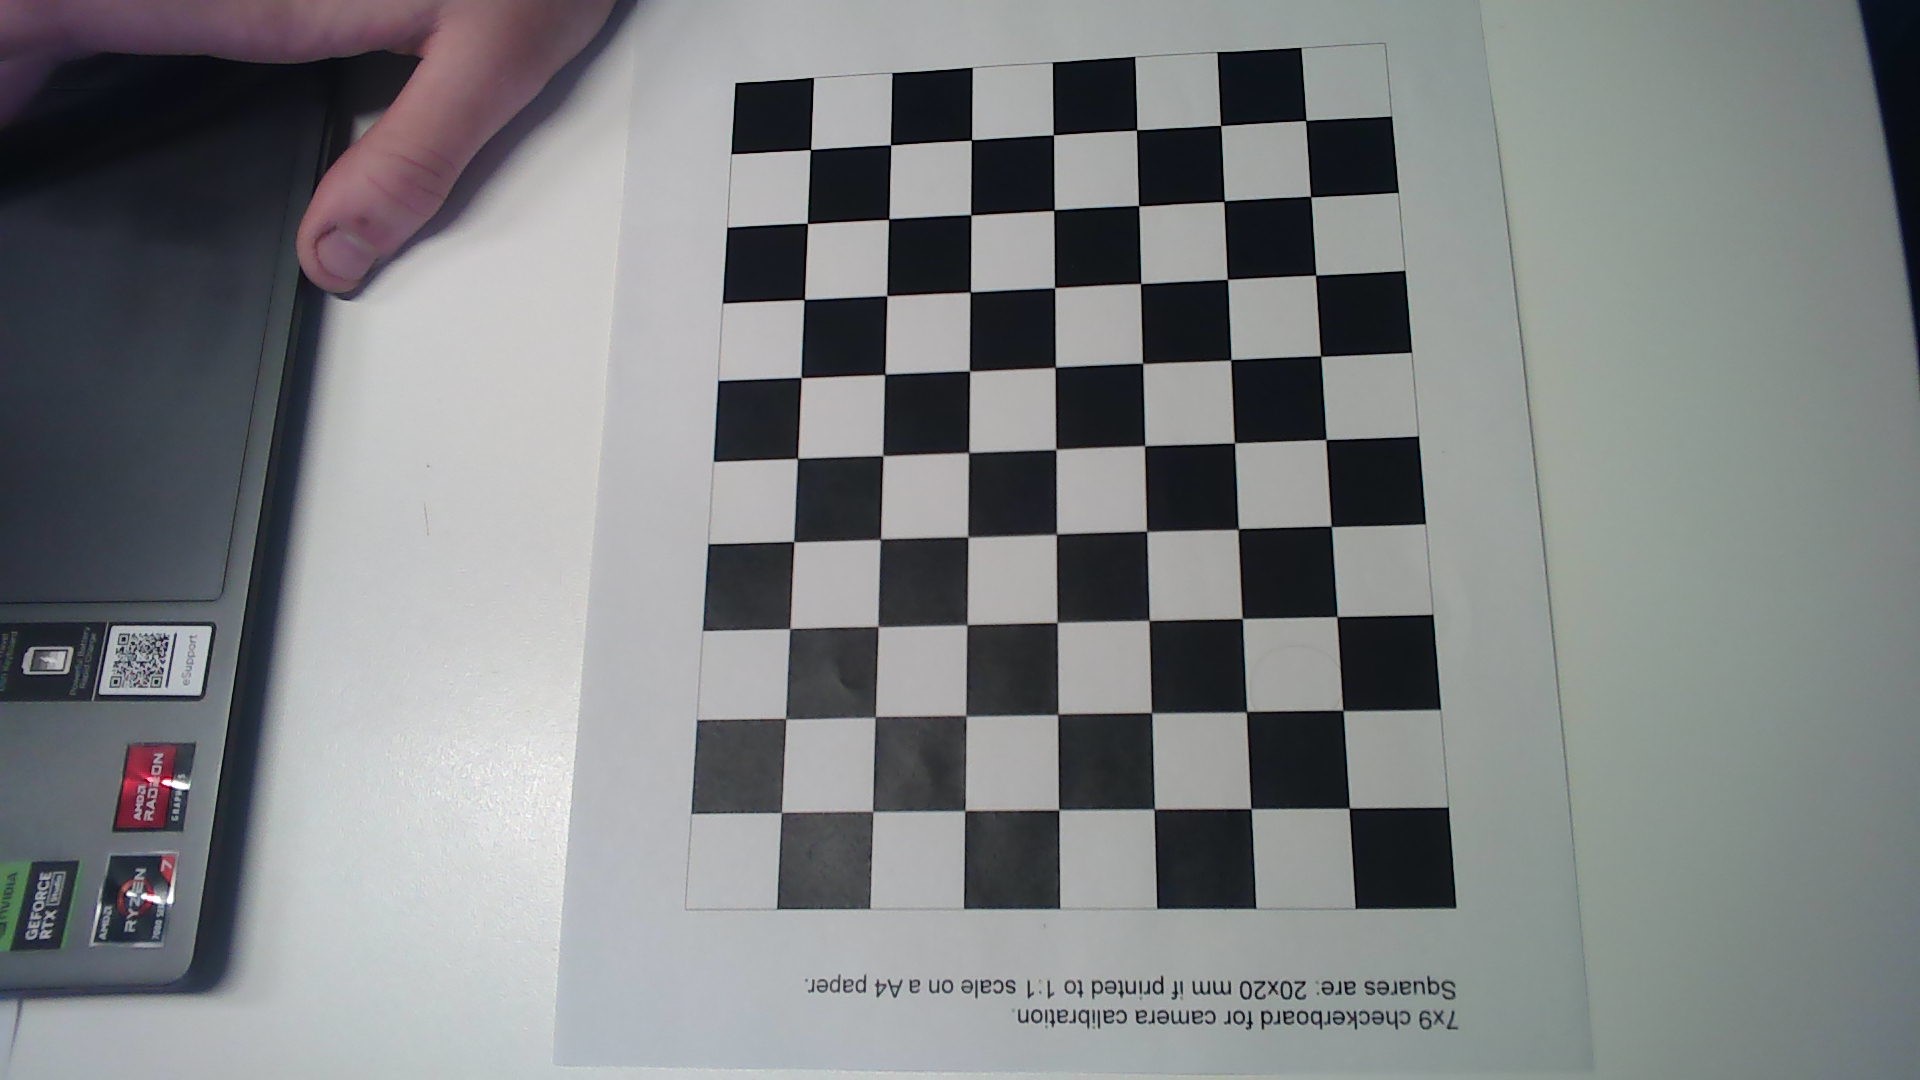 7x9 checkerboard for camera calibration.
Squares are: 20x20 mm if printed to 1:1 scale on a A4 paper.
eSupport
AMD
RADEON
GRAPHICS
AMD
RYZEN
7
NVIDIA
GEFORCE
RTX
Studio